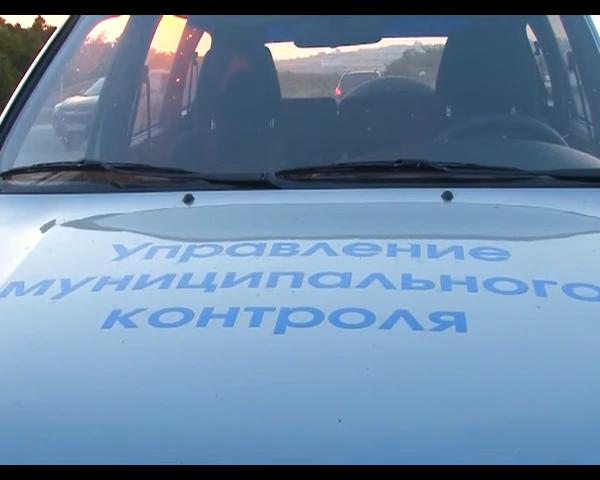 управление
муниципального
контроля